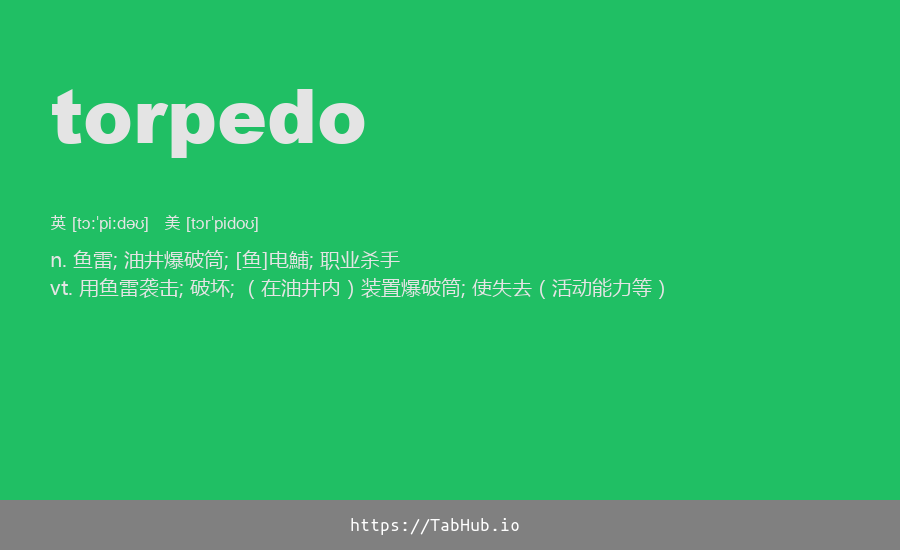 torpedo
英 [tɔːˈpiːdəʊ] 美 [tɔrˈpidoʊ]
n. 鱼雷; 油井爆破筒; [鱼]电鯆; 职业杀手
vt. 用鱼雷袭击; 破坏; （在油井内）装置爆破筒; 使失去（活动能力等）
https://TabHub.io